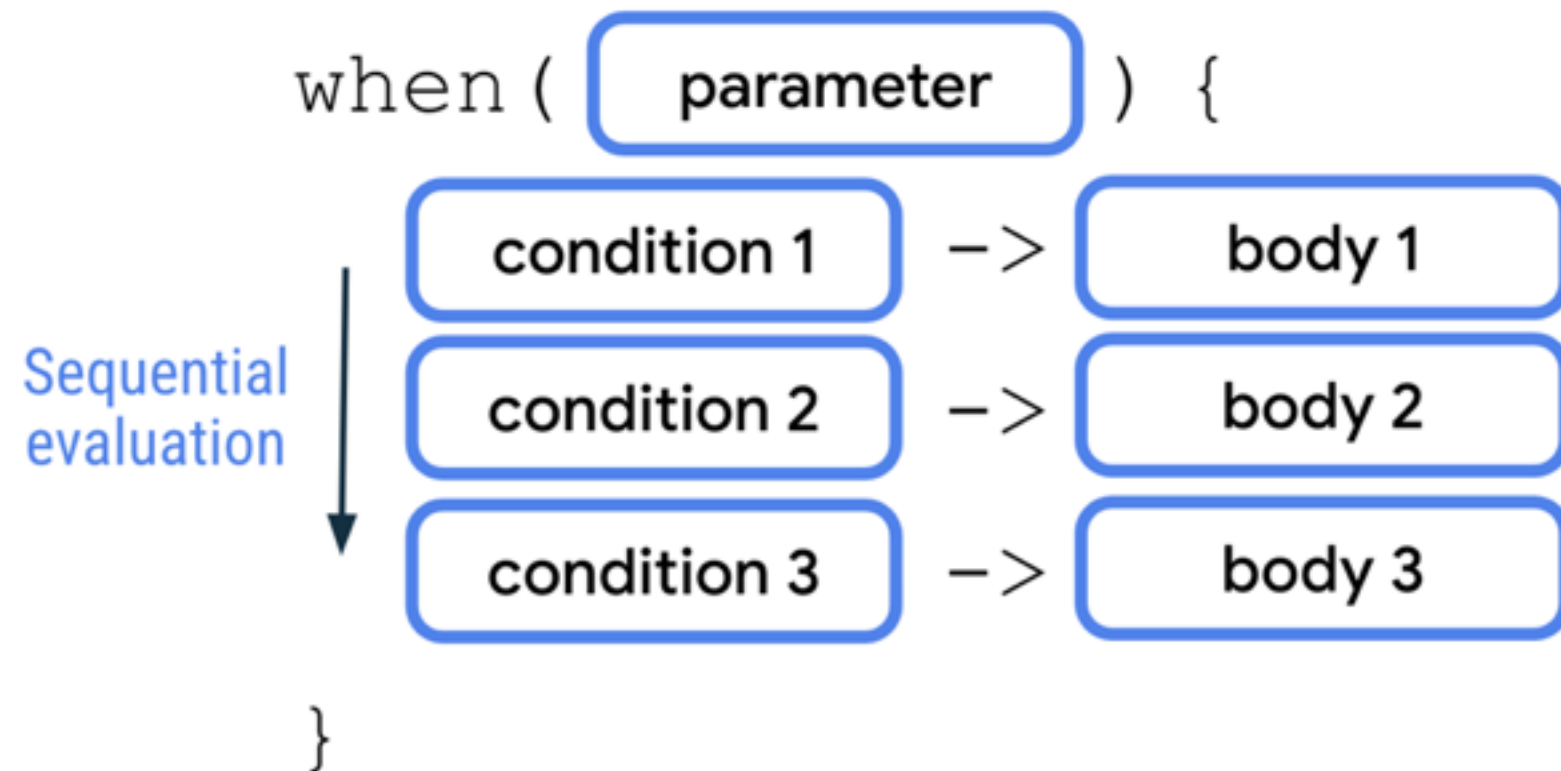 when ( parameter ) {
condition 1 -> body 1
Sequential
evaluation
condition 2 -> body 2
condition 3 -> body 3
}